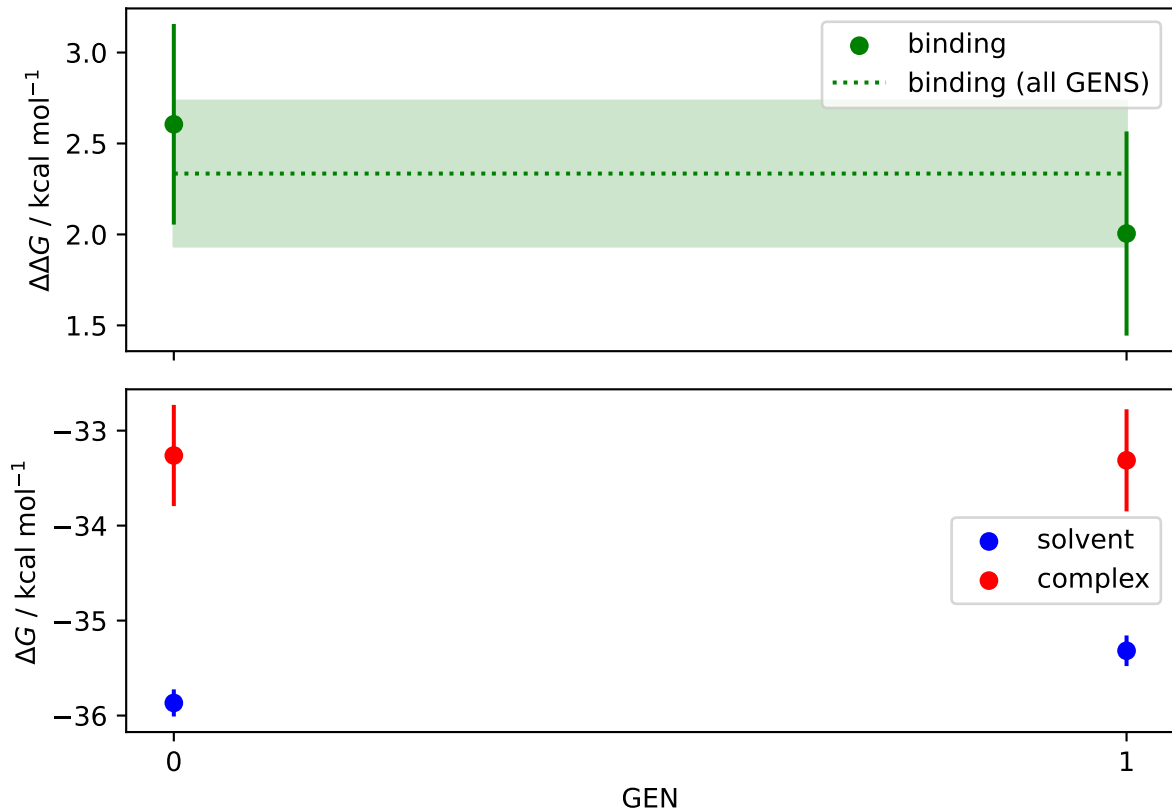 3.0
2.5
2.0
1.5
ΔΔG / kcal mol⁻¹
binding
binding (all GENS)
−33
−34
−35
−36
ΔG / kcal mol⁻¹
solvent
complex
0
1
GEN